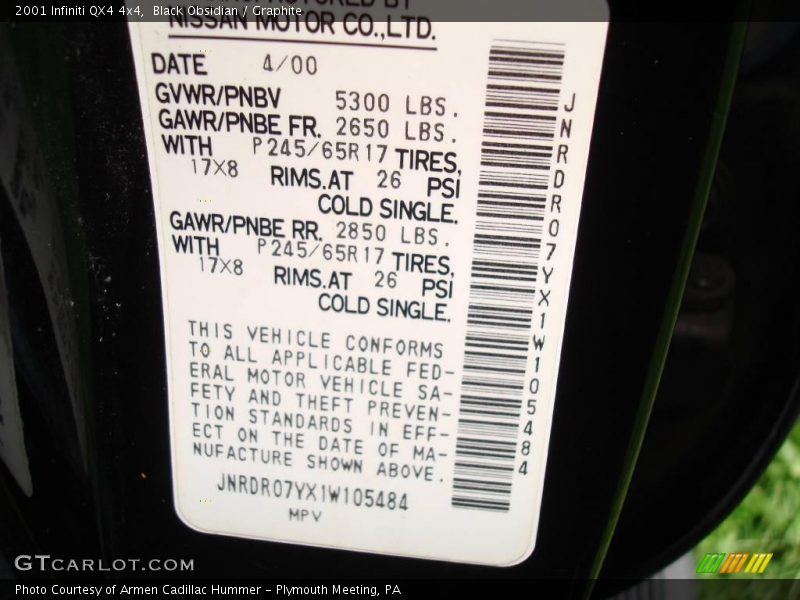 2001 Infiniti QX4 4x4, Black Obsidian / Graphite
MANUFACTURED BY
NISSAN MOTOR CO.,LTD.
DATE 4/00
GVWR/PNBV 5300 LBS.
GAWR/PNBE FR. 2650 LBS.
WITH P245/65R17 TIRES,
17X8 RIMS.AT 26 PSI
COLD SINGLE.
GAWR/PNBE RR. 2850 LBS.
WITH P245/65R17 TIRES,
17X8 RIMS.AT 26 PSI
COLD SINGLE.
THIS VEHICLE CONFORMS
TO ALL APPLICABLE FED-
ERAL MOTOR VEHICLE SA-
FETY AND THEFT PREVEN-
TION STANDARDS IN EFF-
ECT ON THE DATE OF MA-
NUFACTURE SHOWN ABOVE.
JNRDR07YX1W105484
MPV
JNRDR07YX1W105484
GTCARLOT.COM
Photo Courtesy of Armen Cadillac Hummer - Plymouth Meeting, PA